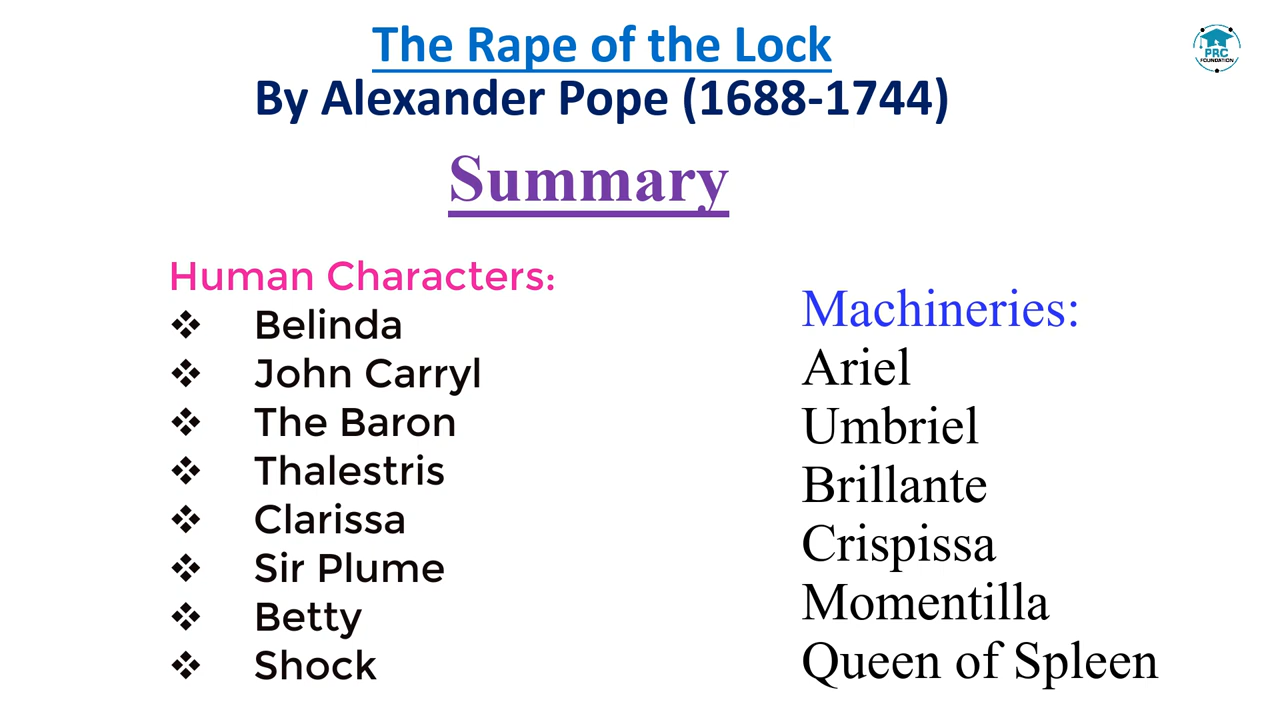 The Rape of the Lock
By Alexander Pope (1688-1744)
PRC
FOUNDATION
Summary
Human Characters:
❖ Belinda
❖ John Carryl
❖ The Baron
❖ Thalestris
❖ Clarissa
❖ Sir Plume
❖ Betty
❖ Shock
Machineries:
Ariel
Umbriel
Brillante
Crispissa
Momentilla
Queen of Spleen